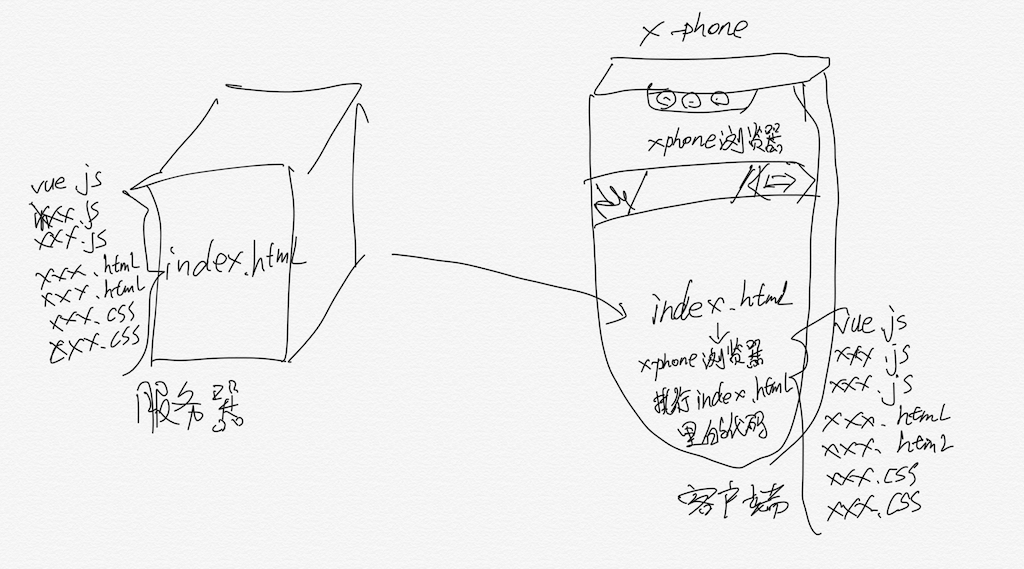 x-phone
xphone浏览器
vue.js
xxx.js
xxx.js
xxx.html
xxx.html
xxx.css
xxx.css
index.html
服务器
index.html
x-phone浏览器
执行index.html
里的代码
vue.js
xxx.js
xxx.js
xxx.html
xxx.html
xxx.css
xxx.css
客户端